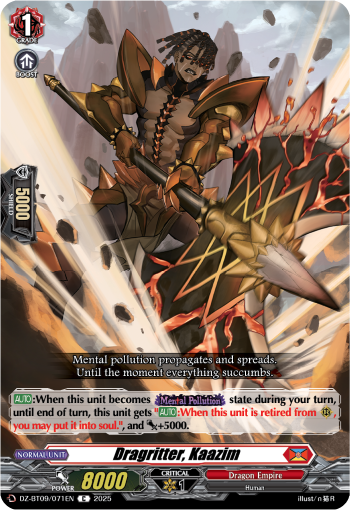 1
GRADE
BOOST
5000
SHIELD
Mental pollution propagates and spreads.
Until the moment everything succumbs.
AUTO:When this unit becomes Mental Pollution state during your turn,
until end of turn, this unit gets "AUTO:When this unit is retired from (R),
you may put it into soul.", and +5000.
NORMAL UNIT
Dragritter, Kaazim
POWER 8000
CRITICAL
1
Dragon Empire
Human
DZ-BT09/071EN C 2025
illust/n猫R